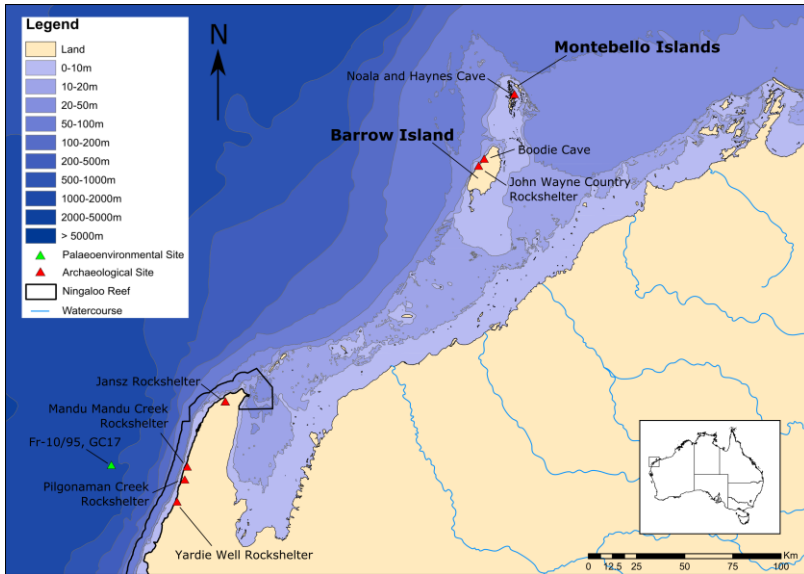 Legend
Land
0-10m
10-20m
20-50m
50-100m
100-200m
200-500m
500-1000m
1000-2000m
2000-5000m
> 5000m
Palaeoenvironmental Site
Archaeological Site
Ningaloo Reef
Watercourse
N
Montebello Islands
Noala and Haynes Cave
Barrow Island
Boodie Cave
John Wayne Country
Rockshelter
Jansz Rockshelter
Mandu Mandu Creek
Rockshelter
Fr-10/95, GC17
Pilgonaman Creek
Rockshelter
Yardie Well Rockshelter
Km
0 12.5 25 50 75 100